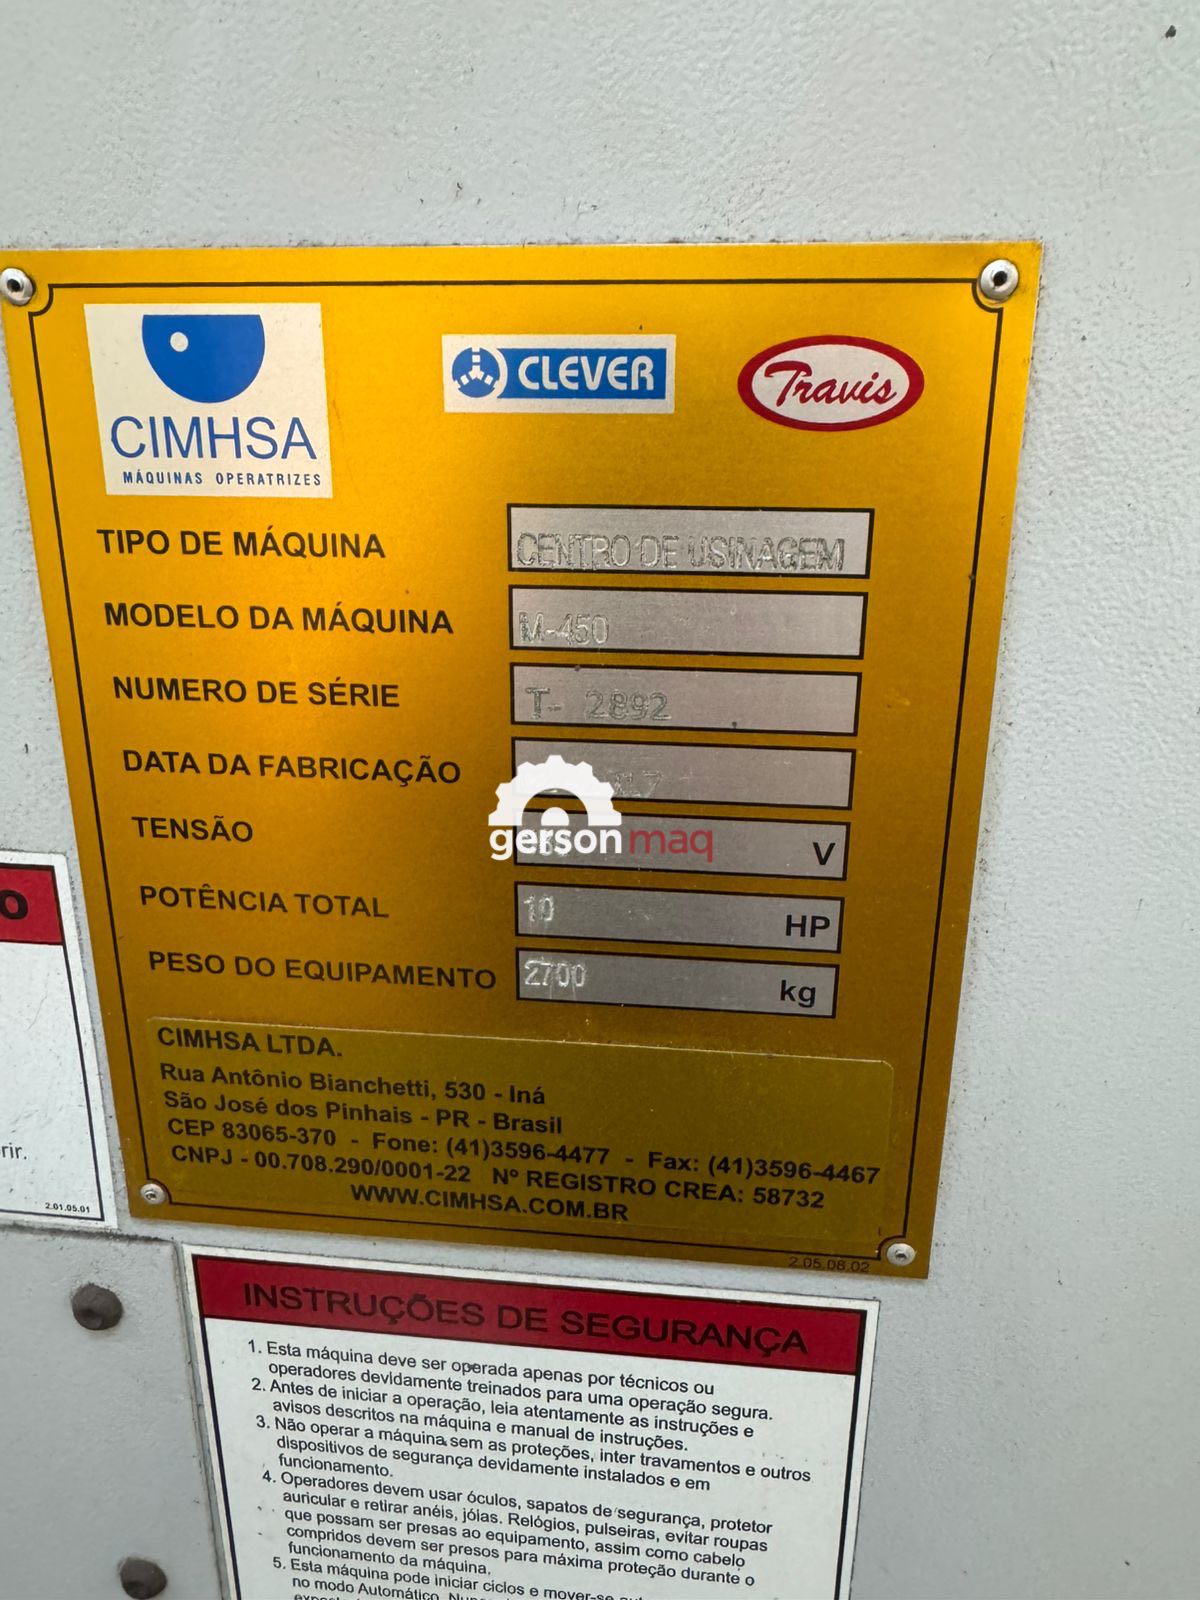 CIMHSA
MÁQUINAS OPERATRIZES
CLEVER
Travis
TIPO DE MÁQUINA CENTRO DE USINAGEM
MODELO DA MÁQUINA M-450
NUMERO DE SÉRIE T- 2892
DATA DA FABRICAÇÃO
TENSÃO V
gerson maq
POTÊNCIA TOTAL 10 HP
PESO DO EQUIPAMENTO 2700 kg
CIMHSA LTDA.
Rua Antônio Bianchetti, 530 - Iná
São José dos Pinhais - PR - Brasil
CEP 83065-370 - Fone: (41)3596-4477 - Fax: (41)3596-4467
CNPJ - 00.708.290/0001-22 Nº REGISTRO CREA: 58732
WWW.CIMHSA.COM.BR
2.05.08.02
O
rir.
2.01.05.01
INSTRUÇÕES DE SEGURANÇA
1. Esta máquina deve ser operada apenas por técnicos ou
operadores devidamente treinados para uma operação segura.
2. Antes de iniciar a operação, leia atentamente as instruções e
avisos descritos na máquina e manual de instruções.
3. Não operar a máquina sem as proteções, inter travamentos e outros
dispositivos de segurança devidamente instalados e em
funcionamento.
4. Operadores devem usar óculos, sapatos de segurança, protetor
auricular e retirar anéis, jóias. Relógios, pulseiras, evitar roupas
que possam ser presas ao equipamento, assim como cabelo
compridos devem ser presos para máxima proteção durante o
funcionamento da máquina.
5. Esta máquina pode iniciar ciclos e mover-se
no modo Automático.